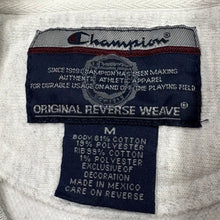 Champion
SINCE 1919 CHAMPION HAS BEEN MAKING
AUTHENTIC ATHLETIC APPAREL
FOR DURABLE USAGE ON AND OFF THE PLAYING FIELD
ORIGINAL REVERSE WEAVE
M
BODY 81% COTTON
19% POLYESTER
RIB 99% COTTON
1% POLYESTER
EXCLUSIVE OF
DECORATION
MADE IN MEXICO
CARE ON REVERSE